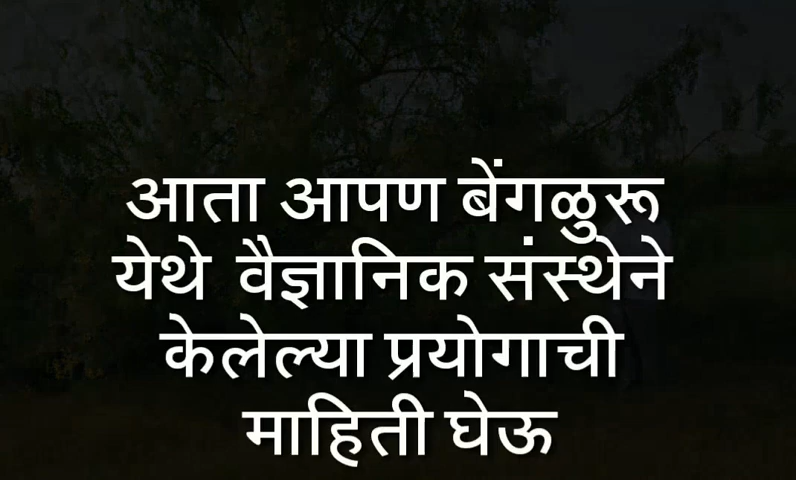 आता आपण बेंगळुरू
येथे वैज्ञानिक संस्थेने
केलेल्या प्रयोगाची
माहिती घेऊ